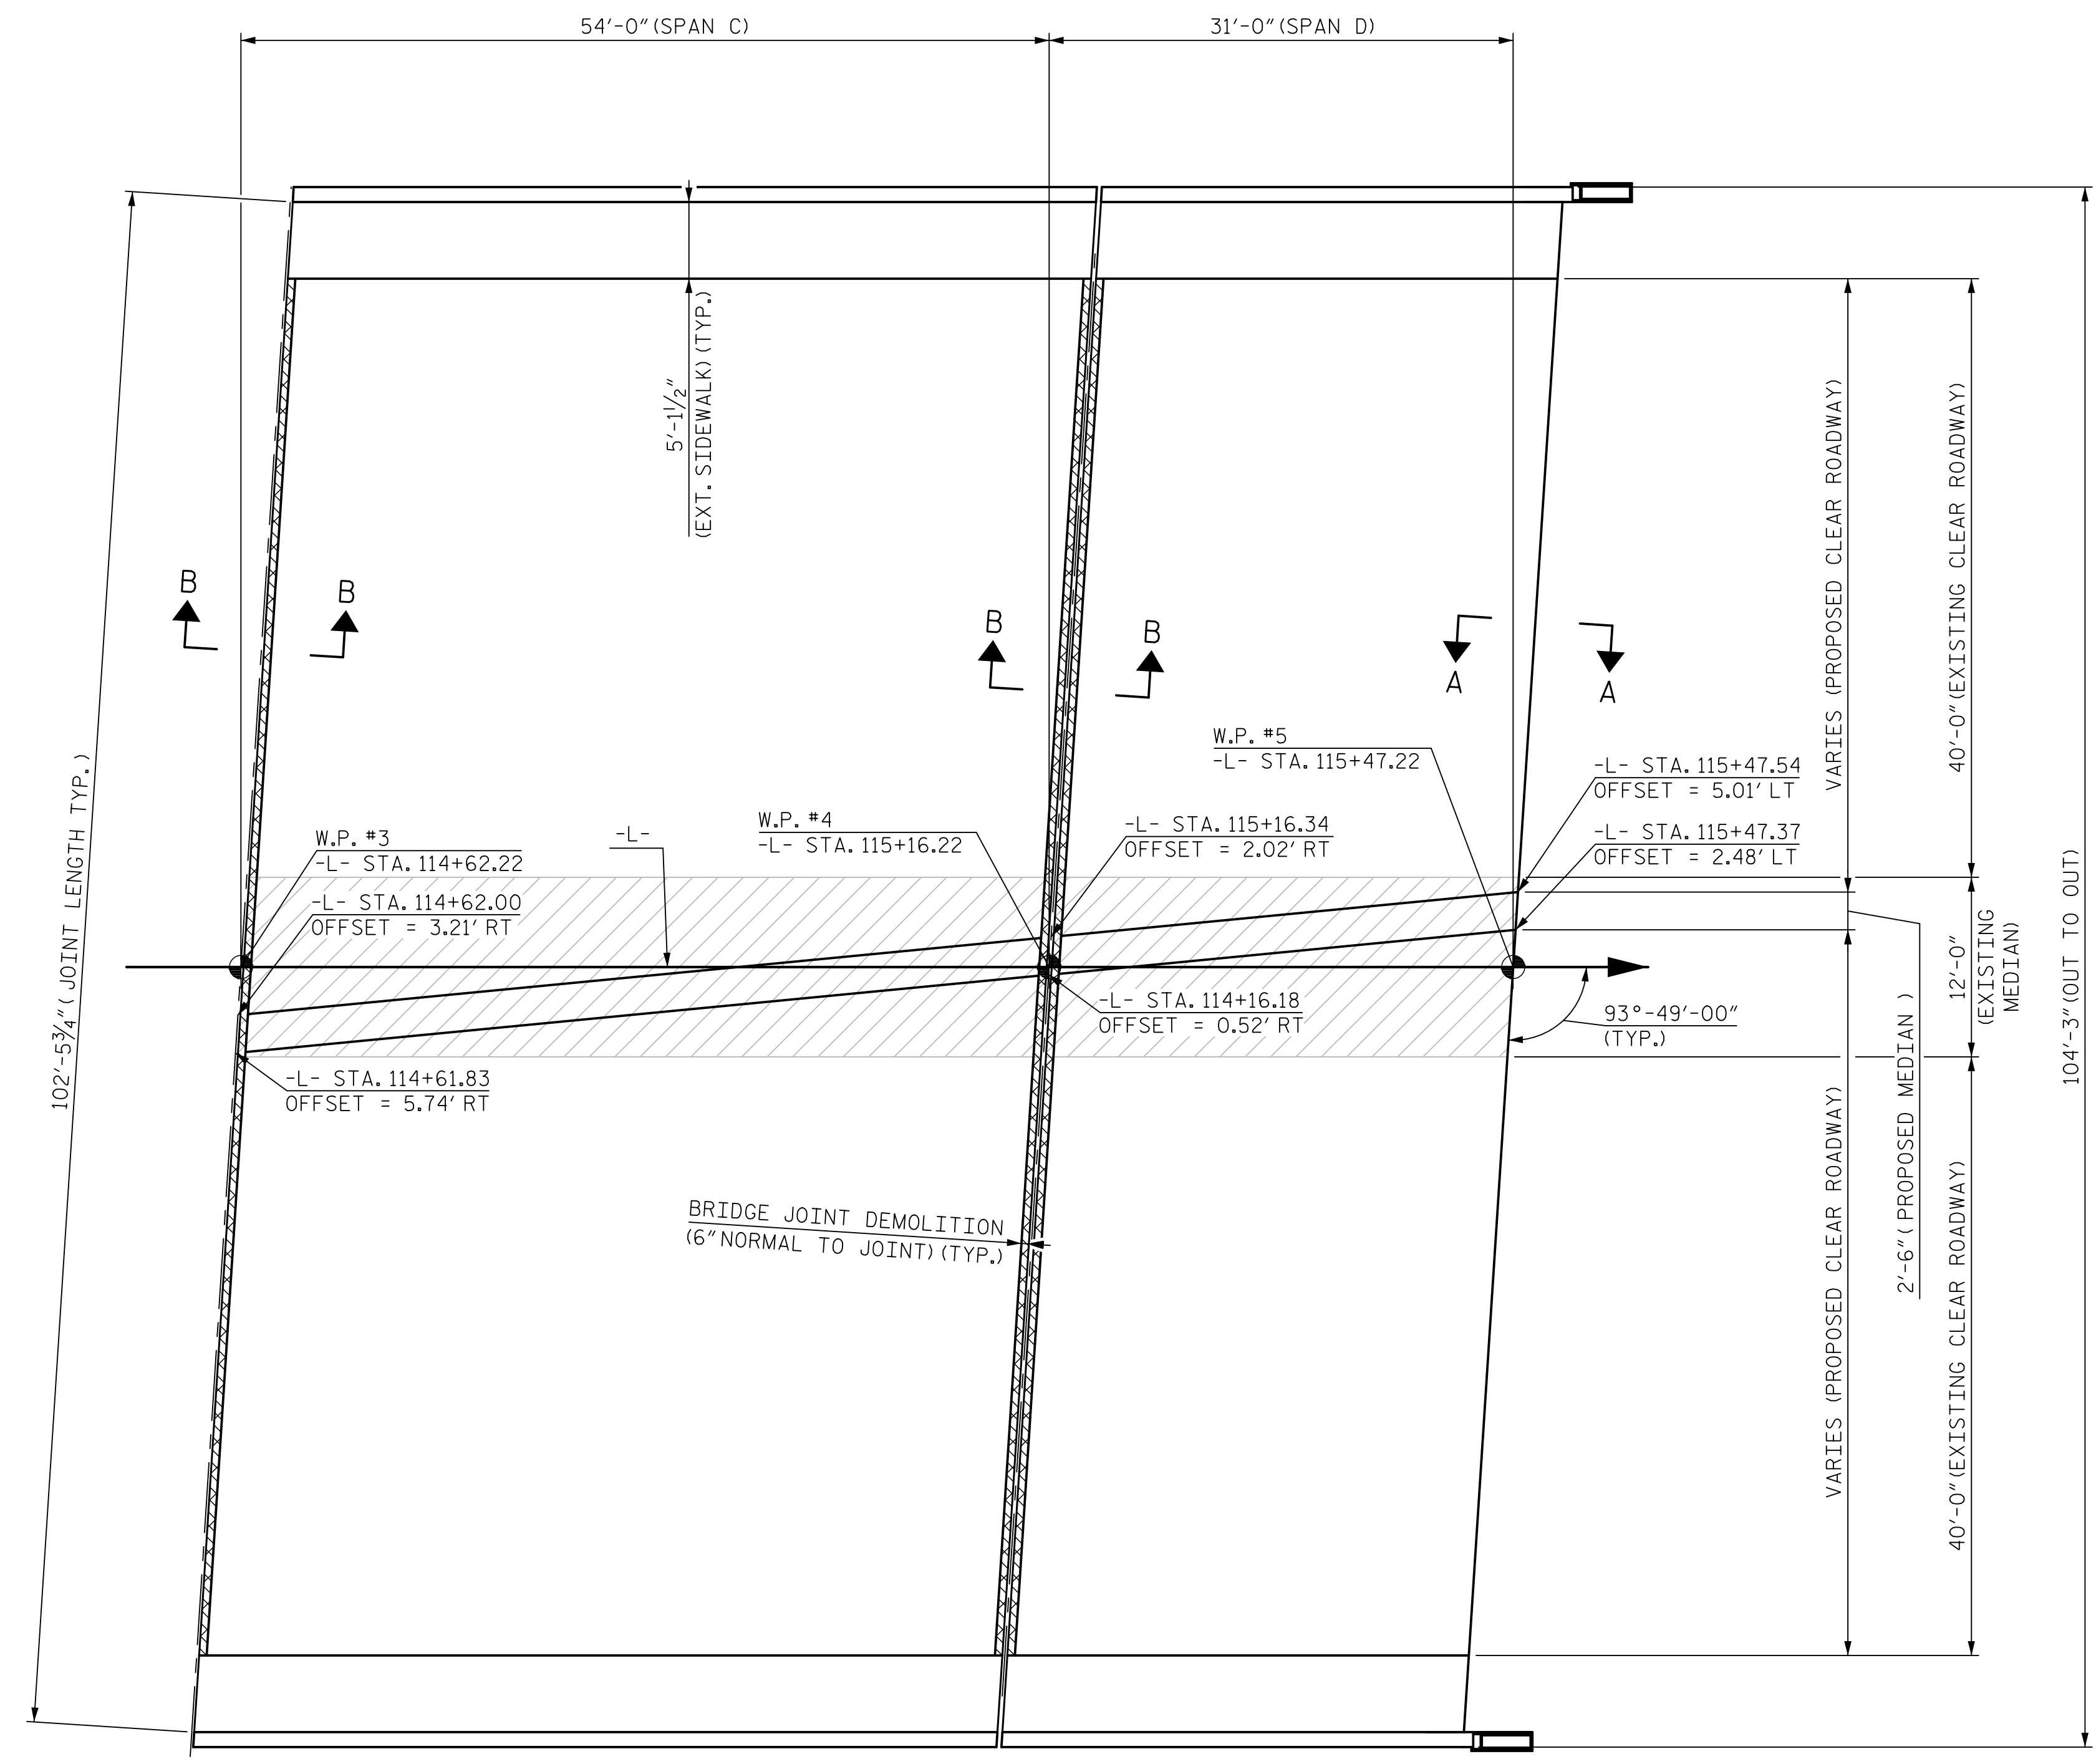 54'-0" (SPAN C)
31'-0" (SPAN D)
102'-5¾" (JOINT LENGTH TYP.)
5'-1½"
(EXT. SIDEWALK) (TYP.)
B
B
B
B
A
A
W.P. #3
-L- STA. 114+62.22
-L- STA. 114+62.00
OFFSET = 3.21' RT
-L- STA. 114+61.83
OFFSET = 5.74' RT
-L-
W.P. #4
-L- STA. 115+16.22
-L- STA. 115+16.34
OFFSET = 2.02' RT
-L- STA. 114+16.18
OFFSET = 0.52' RT
W.P. #5
-L- STA. 115+47.22
-L- STA. 115+47.54
OFFSET = 5.01' LT
-L- STA. 115+47.37
OFFSET = 2.48' LT
93°-49'-00"
(TYP.)
BRIDGE JOINT DEMOLITION
(6" NORMAL TO JOINT) (TYP.)
VARIES (PROPOSED CLEAR ROADWAY)
VARIES (PROPOSED CLEAR ROADWAY)
2'-6" ( PROPOSED MEDIAN )
40'-0" (EXISTING CLEAR ROADWAY)
12'-0"
(EXISTING
MEDIAN)
40'-0" (EXISTING CLEAR ROADWAY)
104'-3" (OUT TO OUT)